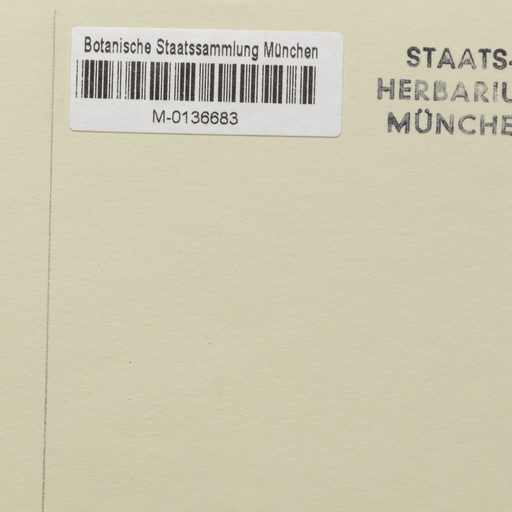 Botanische Staatssammlung München
M-0136683
STAATS-
HERBARIU
MÜNCHE